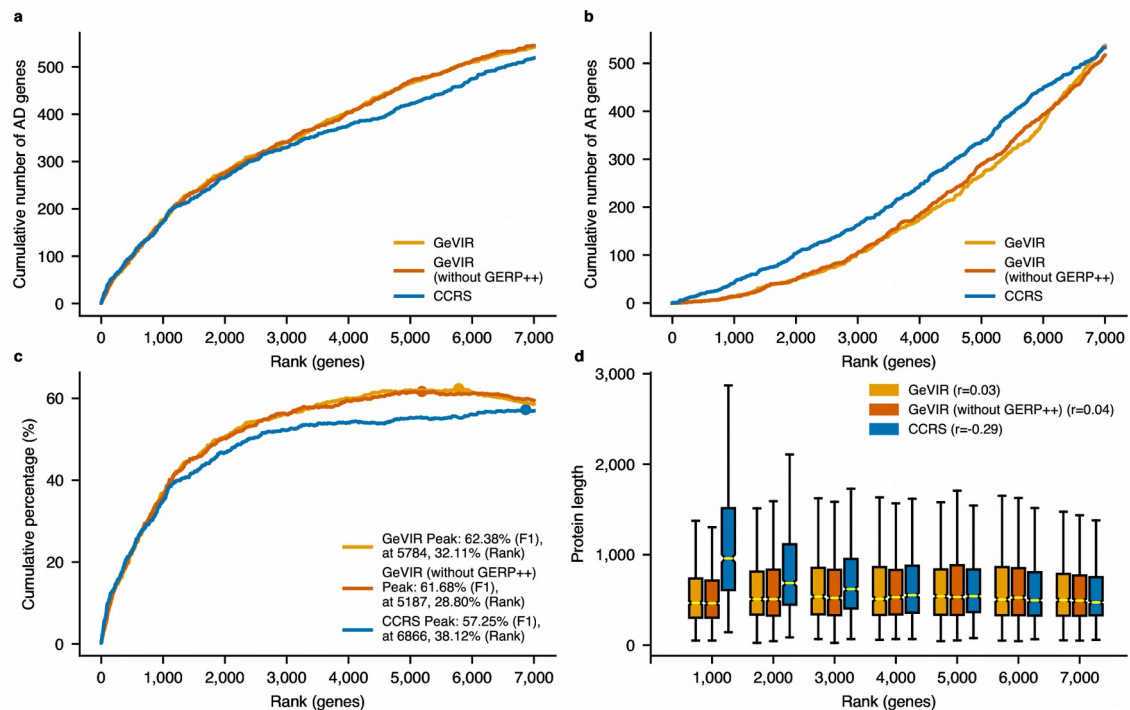 a
Cumulative number of AD genes
500
400
300
200
100
0
0 1,000 2,000 3,000 4,000 5,000 6,000 7,000
Rank (genes)
GeVIR
GeVIR
(without GERP++)
CCRS
b
Cumulative number of AR genes
500
400
300
200
100
0
0 1,000 2,000 3,000 4,000 5,000 6,000 7,000
Rank (genes)
GeVIR
GeVIR
(without GERP++)
CCRS
c
Cumulative percentage (%)
60
40
20
0
0 1,000 2,000 3,000 4,000 5,000 6,000 7,000
Rank (genes)
GeVIR Peak: 62.38% (F1),
at 5784, 32.11% (Rank)
GeVIR (without GERP++)
Peak: 61.68% (F1),
at 5187, 28.80% (Rank)
CCRS Peak: 57.25% (F1),
at 6866, 38.12% (Rank)
d
Protein length
3,000
2,000
1,000
0
1,000 2,000 3,000 4,000 5,000 6,000 7,000
Rank (genes)
GeVIR (r=0.03)
GeVIR (without GERP++) (r=0.04)
CCRS (r=-0.29)